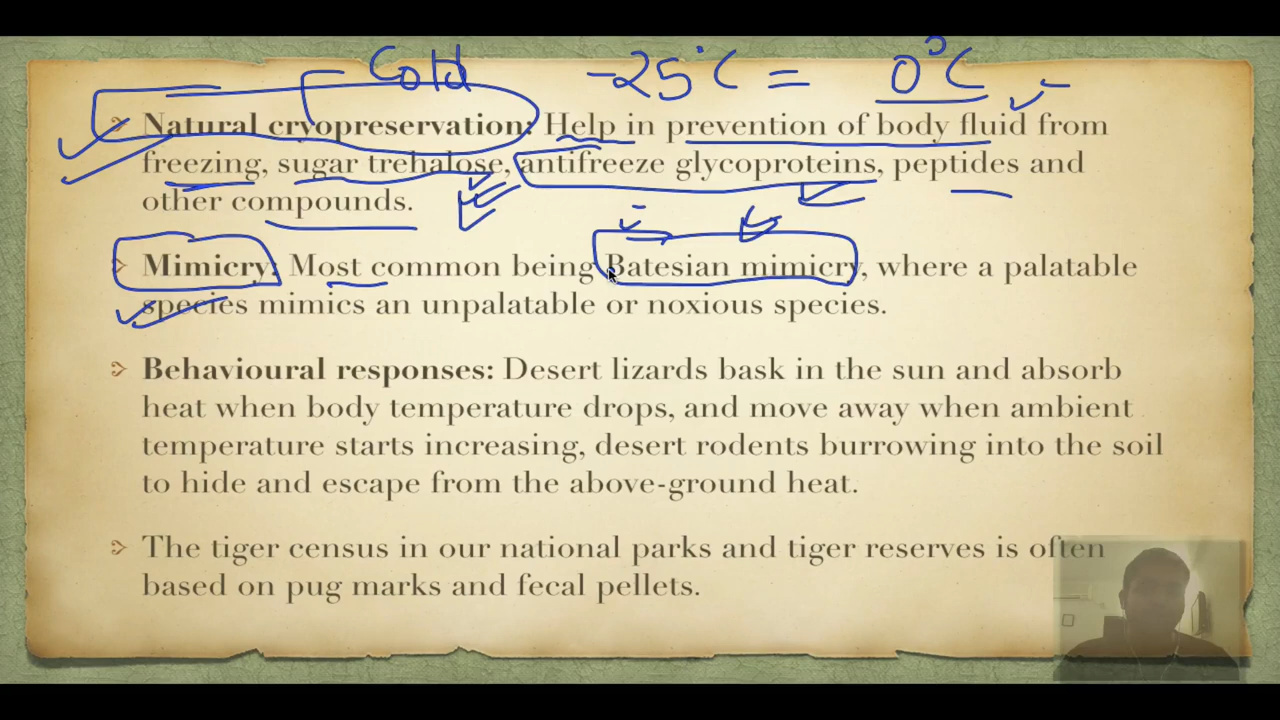 Cold -25°C = 0°C
Natural cryopreservation: Help in prevention of body fluid from
freezing, sugar trehalose, antifreeze glycoproteins, peptides and
other compounds.
Mimicry: Most common being Batesian mimicry, where a palatable
species mimics an unpalatable or noxious species.
Behavioural responses: Desert lizards bask in the sun and absorb
heat when body temperature drops, and move away when ambient
temperature starts increasing, desert rodents burrowing into the soil
to hide and escape from the above-ground heat.
The tiger census in our national parks and tiger reserves is often
based on pug marks and fecal pellets.